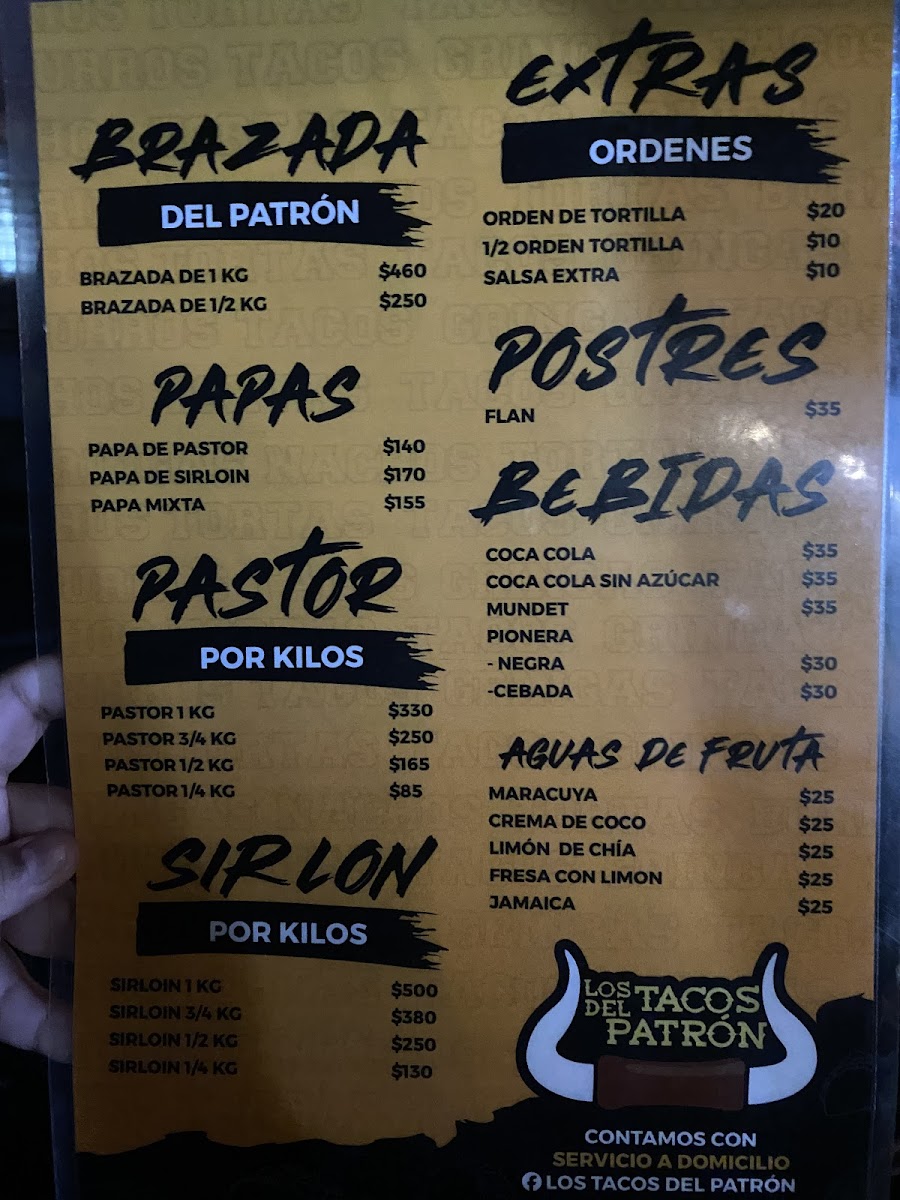 BRAZADA
DEL PATRÓN
BRAZADA DE 1 KG $460
BRAZADA DE 1/2 KG $250
PAPAS
PAPA DE PASTOR $140
PAPA DE SIRLOIN $170
PAPA MIXTA $155
PASTOR
POR KILOS
PASTOR 1 KG $330
PASTOR 3/4 KG $250
PASTOR 1/2 KG $165
PASTOR 1/4 KG $85
SIRLON
POR KILOS
SIRLOIN 1 KG $500
SIRLOIN 3/4 KG $380
SIRLOIN 1/2 KG $250
SIRLOIN 1/4 KG $130
EXTRAS
ORDENES
ORDEN DE TORTILLA $20
1/2 ORDEN TORTILLA $10
SALSA EXTRA $10
POSTRES
FLAN $35
BEBIDAS
COCA COLA $35
COCA COLA SIN AZÚCAR $35
MUNDET $35
PIONERA
- NEGRA $30
-CEBADA $30
AGUAS DE FRUTA
MARACUYA $25
CREMA DE COCO $25
LIMÓN DE CHÍA $25
FRESA CON LIMON $25
JAMAICA $25
LOS DEL TACOS
PATRÓN
CONTAMOS CON
SERVICIO A DOMICILIO
LOS TACOS DEL PATRÓN